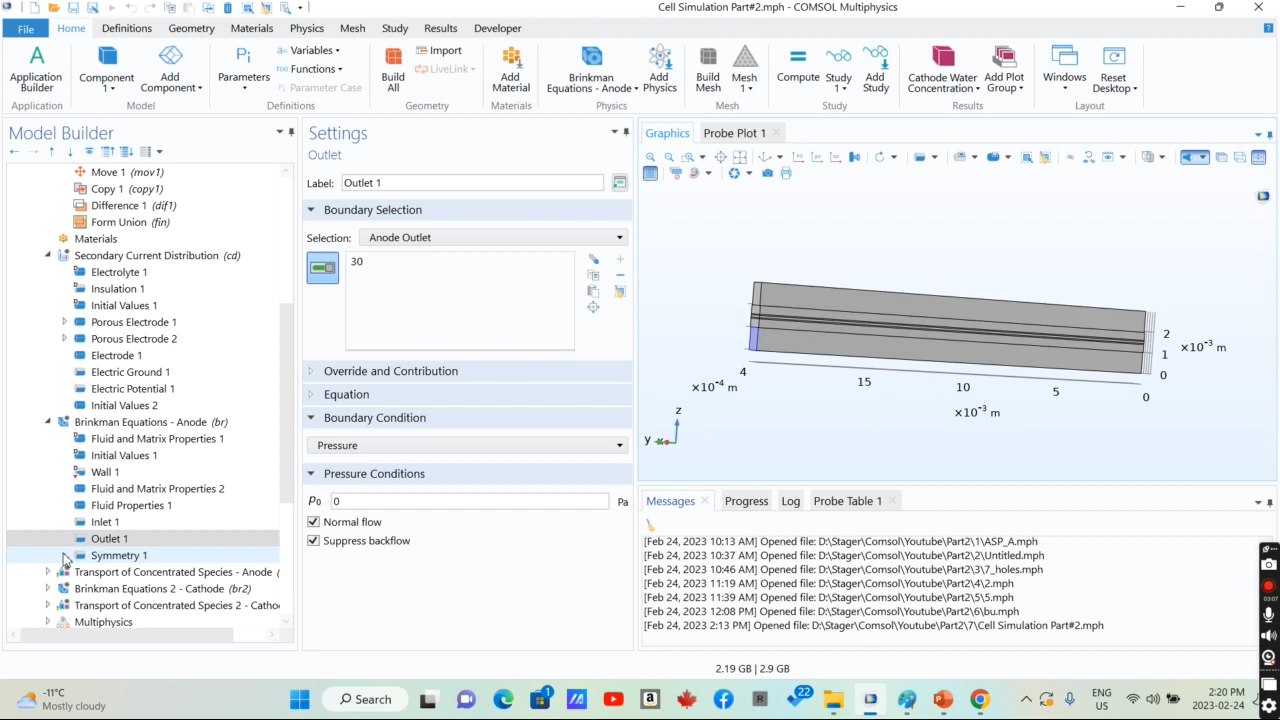 Cell Simulation Part#2.mph - COMSOL Multiphysics
File
Home
Definitions
Geometry
Materials
Physics
Mesh
Study
Results
Developer
Application
Builder
Application
Component
1
Add
Component
Model
Pi
Parameters
a= Variables
f(x) Functions
Pi Parameter Case
Definitions
Build
All
Import
LiveLink
Geometry
Add
Material
Materials
Brinkman
Equations - Anode
Add
Physics
Physics
Build
Mesh
Mesh
1
Mesh
Compute
Study
1
Add
Study
Study
Cathode Water
Concentration
Add Plot
Group
Results
Windows
Reset
Desktop
Layout
Model Builder
Move 1 (mov1)
Copy 1 (copy1)
Difference 1 (dif1)
Form Union (fin)
Materials
Secondary Current Distribution (cd)
Electrolyte 1
Insulation 1
Initial Values 1
Porous Electrode 1
Porous Electrode 2
Electrode 1
Electric Ground 1
Electric Potential 1
Initial Values 2
Brinkman Equations - Anode (br)
Fluid and Matrix Properties 1
Initial Values 1
Wall 1
Fluid and Matrix Properties 2
Fluid Properties 1
Inlet 1
Outlet 1
Symmetry 1
Transport of Concentrated Species - Anode (
Brinkman Equations 2 - Cathode (br2)
Transport of Concentrated Species 2 - Catho
Multiphysics
Settings
Outlet
Label: Outlet 1
Boundary Selection
Selection: Anode Outlet
30
Override and Contribution
Equation
Boundary Condition
Pressure
Pressure Conditions
p0 0 Pa
Normal flow
Suppress backflow
Graphics
Probe Plot 1
2
1 ×10⁻³ m
0
4
×10⁻⁴ m
15
10
5
0
×10⁻³ m
z
y
Messages
Progress
Log
Probe Table 1
[Feb 24, 2023 10:13 AM] Opened file: D:\Stager\Comsol\Youtube\Part2\1\ASP_A.mph
[Feb 24, 2023 10:37 AM] Opened file: D:\Stager\Comsol\Youtube\Part2\2\Untitled.mph
[Feb 24, 2023 10:46 AM] Opened file: D:\Stager\Comsol\Youtube\Part2\3\7_holes.mph
[Feb 24, 2023 11:19 AM] Opened file: D:\Stager\Comsol\Youtube\Part2\4\2.mph
[Feb 24, 2023 11:39 AM] Opened file: D:\Stager\Comsol\Youtube\Part2\5\5.mph
[Feb 24, 2023 12:08 PM] Opened file: D:\Stager\Comsol\Youtube\Part2\6\bu.mph
[Feb 24, 2023 2:13 PM] Opened file: D:\Stager\Comsol\Youtube\Part2\7\Cell Simulation Part#2.mph
03:07
2.19 GB | 2.9 GB
-11°C
Mostly cloudy
Search
1
22
ENG
US
2:20 PM
2023-02-24